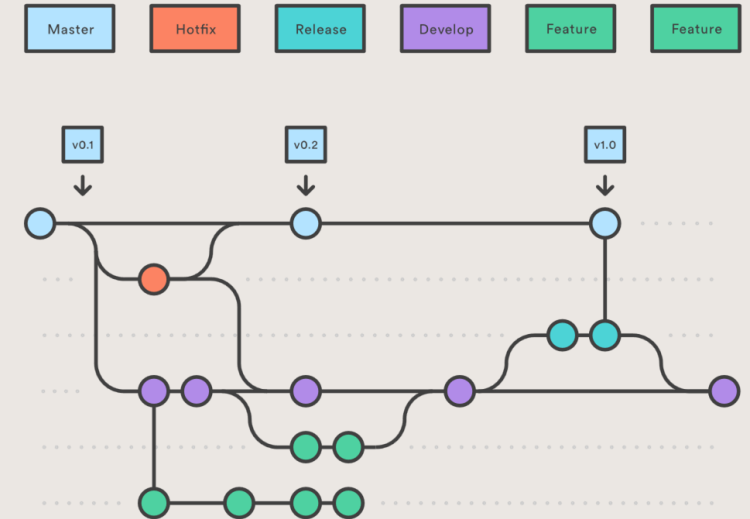 Master
Hotfix
Release
Develop
Feature
Feature
v0.1
v0.2
v1.0